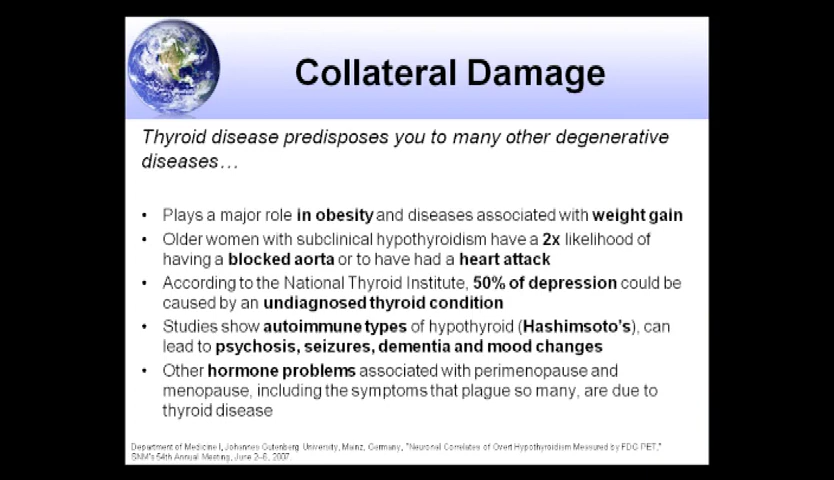 Collateral Damage
Thyroid disease predisposes you to many other degenerative
diseases…
• Plays a major role in obesity and diseases associated with weight gain
• Older women with subclinical hypothyroidism have a 2x likelihood of
having a blocked aorta or to have had a heart attack
• According to the National Thyroid Institute, 50% of depression could be
caused by an undiagnosed thyroid condition
• Studies show autoimmune types of hypothyroid (Hashimsoto's), can
lead to psychosis, seizures, dementia and mood changes
• Other hormone problems associated with perimenopause and
menopause, including the symptoms that plague so many, are due to
thyroid disease
Department of Medicine I, Johannes Gutenberg University, Mainz, Germany, "Neuronal Correlates of Overt Hypothyroidism Measured by FDG PET,"
SNM's 54th Annual Meeting, June 2-6, 2007.